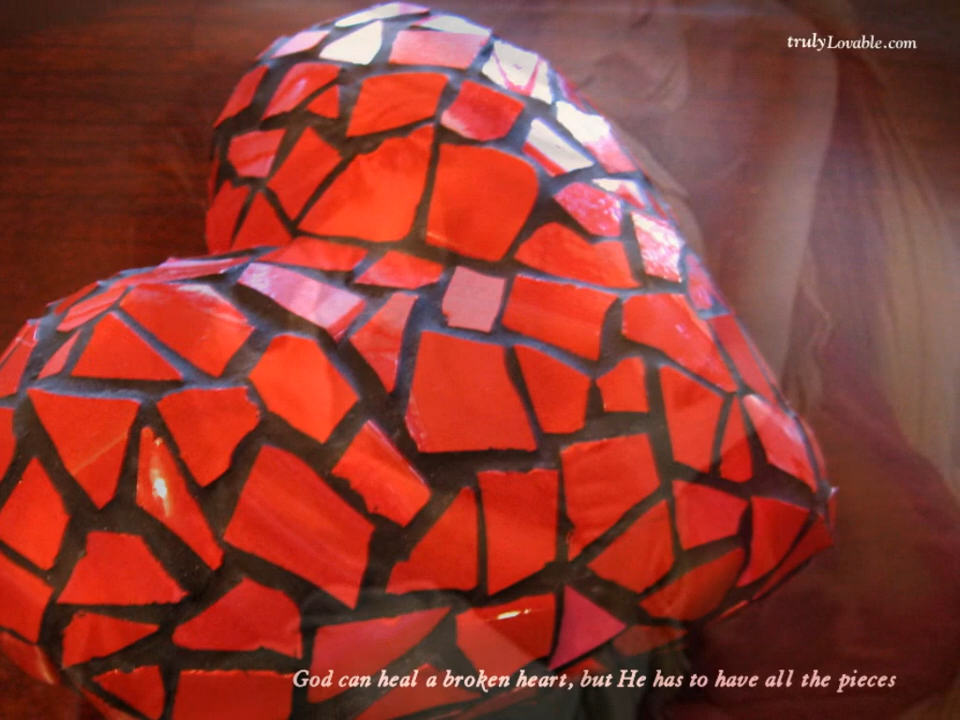 trulyLovable.com
God can heal a broken heart, but He has to have all the pieces